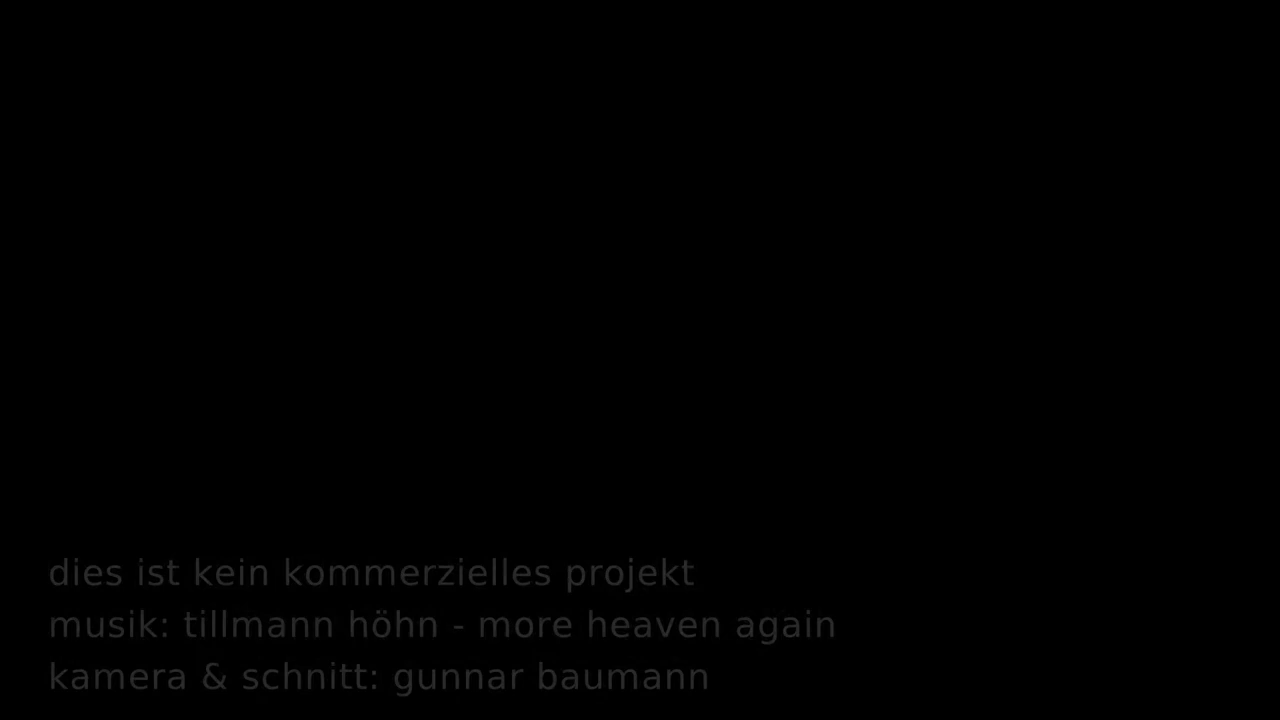 dies ist kein kommerzielles projekt
musik: tillmann höhn - more heaven again
kamera & schnitt: gunnar baumann